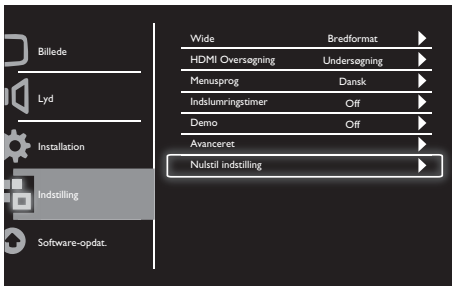 Billede
Lyd
Installation
Indstilling
Software-opdat.
Wide Bredformat
HDMI Oversøgning Undersøgning
Menusprog Dansk
Indslumringstimer Off
Demo Off
Avanceret
Nulstil indstilling